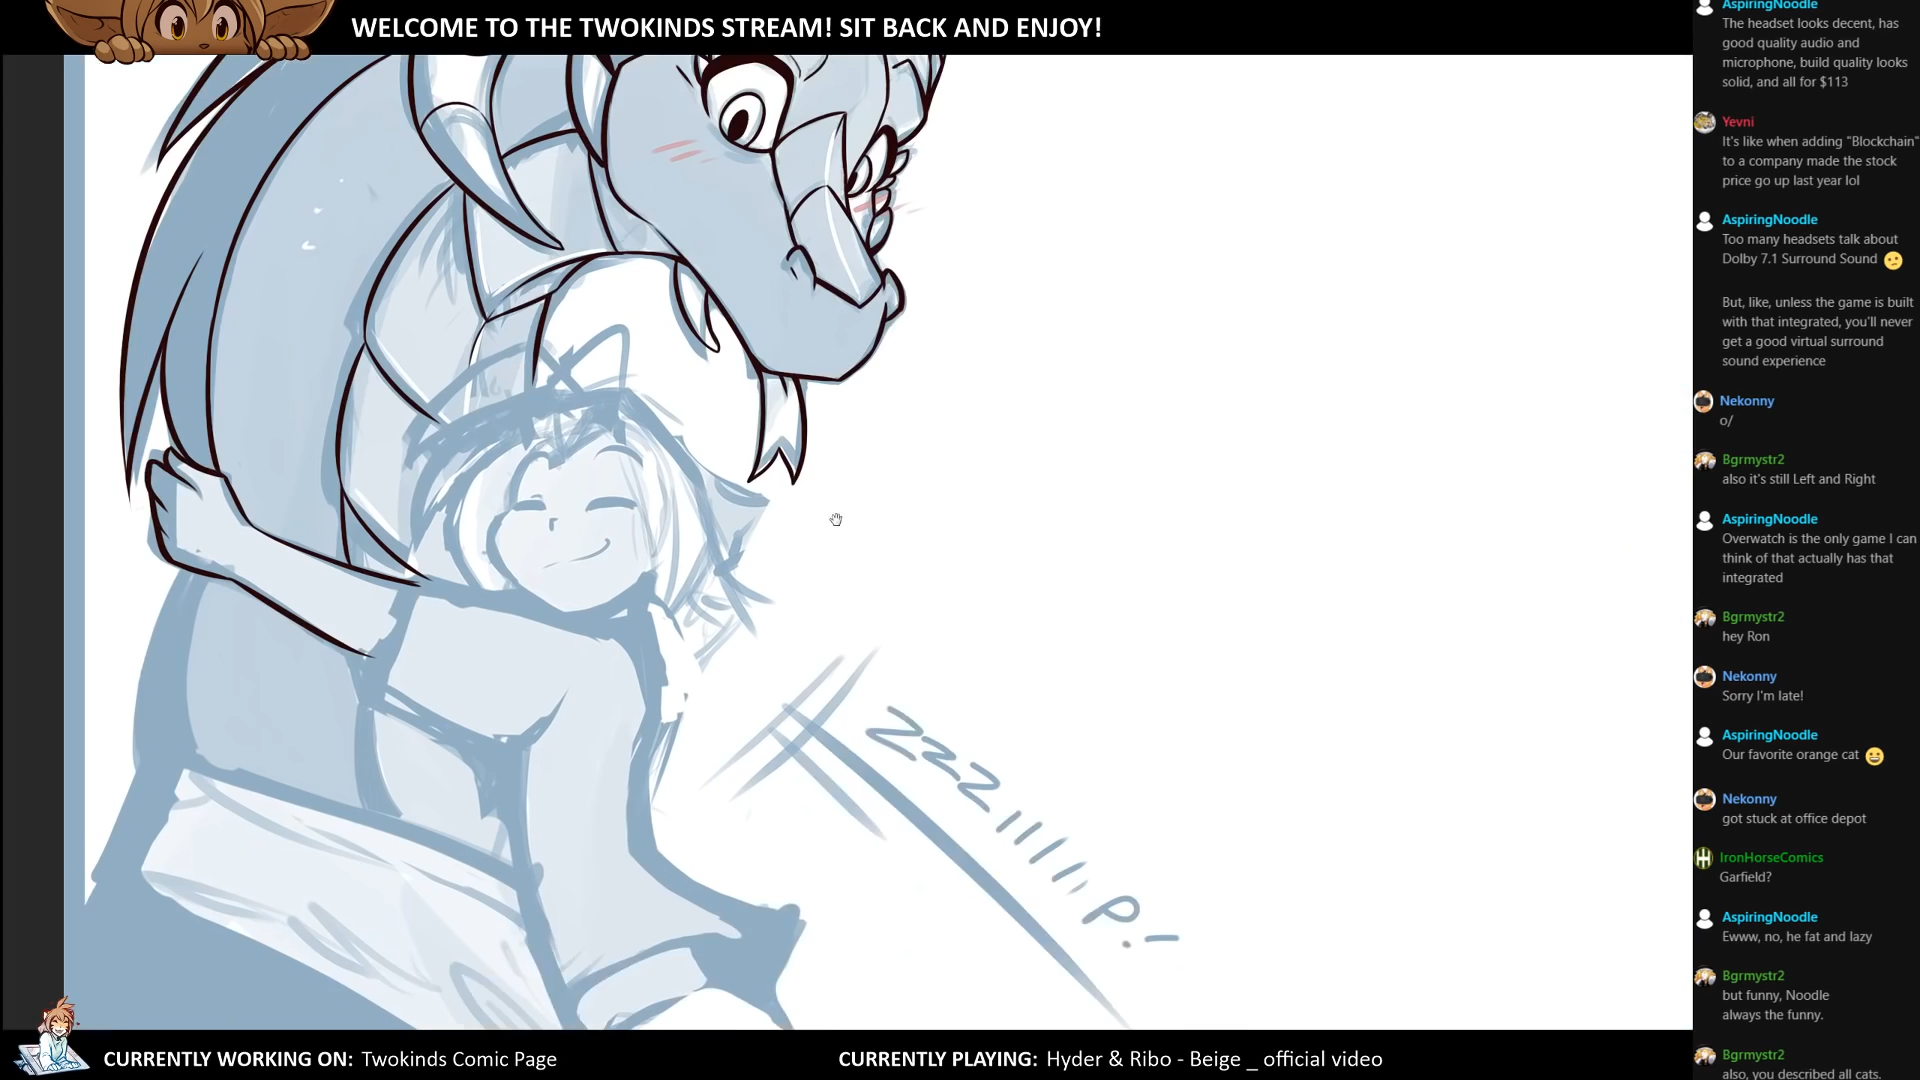 WELCOME TO THE TWOKINDS STREAM! SIT BACK AND ENJOY!
AspiringNoodle
The headset looks decent, has
good quality audio and
microphone, build quality looks
solid, and all for $113
Yevni
It's like when adding "Blockchain"
to a company made the stock
price go up last year lol
AspiringNoodle
Too many headsets talk about
Dolby 7.1 Surround Sound
But, like, unless the game is built
with that integrated, you'll never
get a good virtual surround
sound experience
Nekonny
o/
Bgrmystr2
also it's still Left and Right
AspiringNoodle
Overwatch is the only game I can
think of that actually has that
integrated
Bgrmystr2
hey Ron
Nekonny
Sorry I'm late!
AspiringNoodle
Our favorite orange cat
Nekonny
got stuck at office depot
IronHorseComics
Garfield?
AspiringNoodle
Ewww, no, he fat and lazy
Bgrmystr2
but funny, Noodle
always the funny.
Bgrmystr2
also, you described all cats.
ZZZIIIIIP!
CURRENTLY WORKING ON: Twokinds Comic Page
CURRENTLY PLAYING: Hyder & Ribo - Beige _ official video